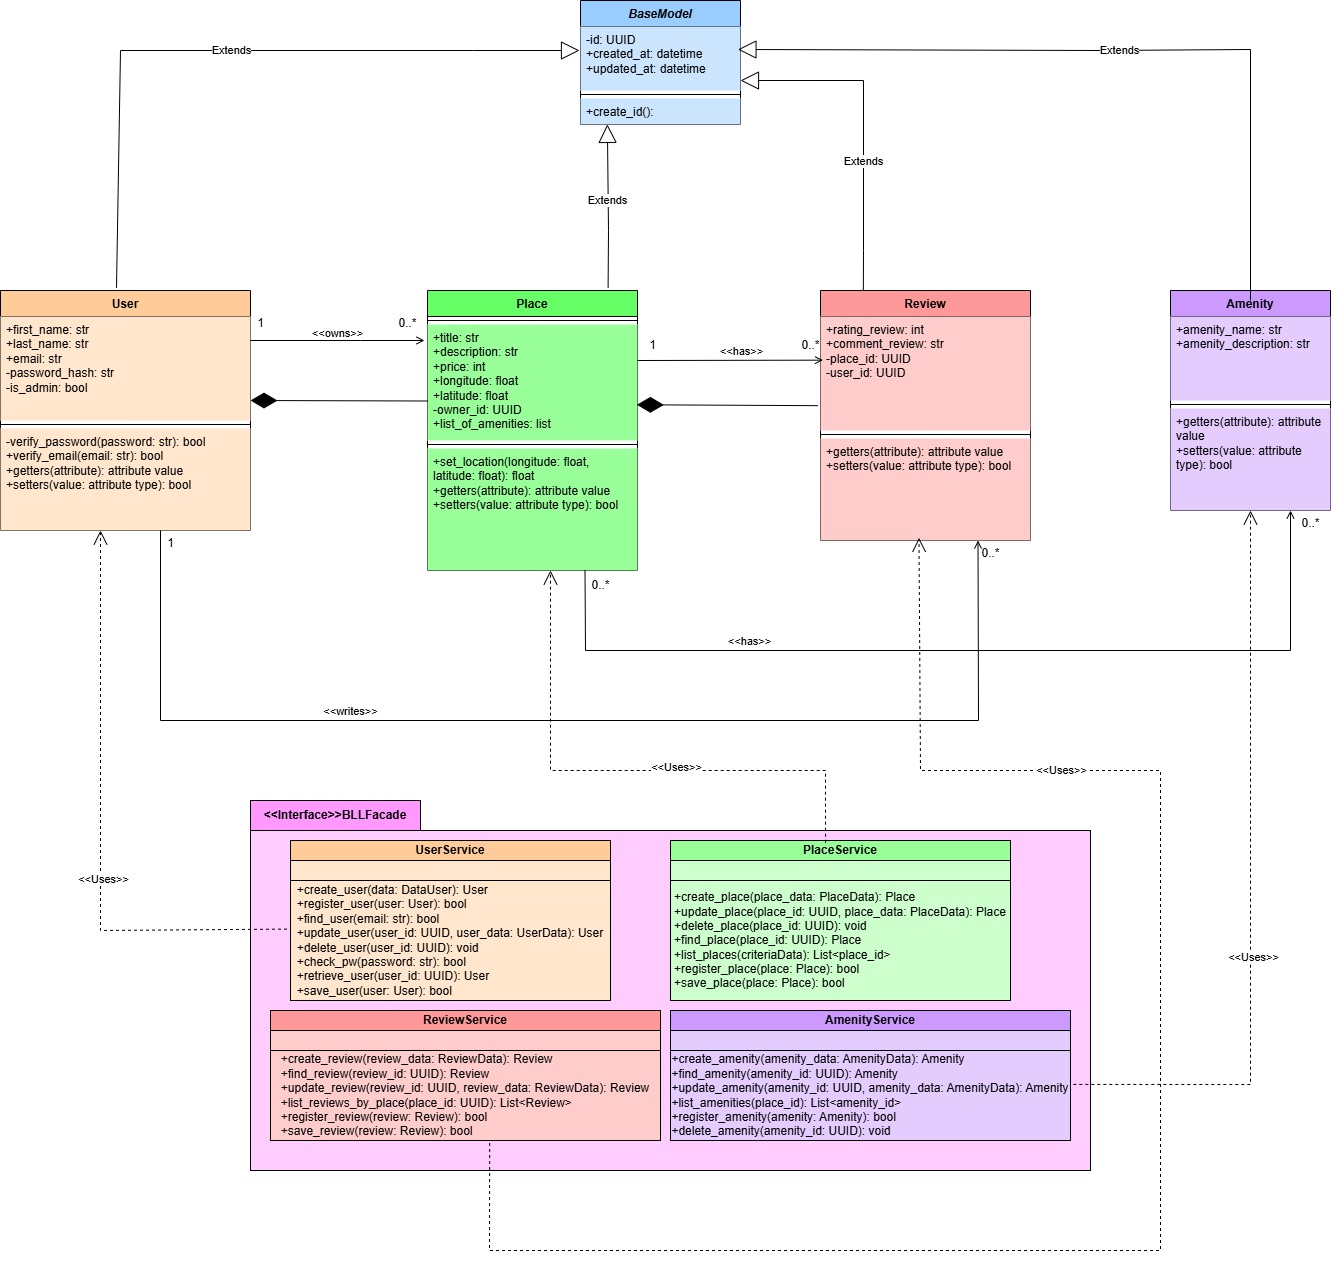 BaseModel
-id: UUID
+created_at: datetime
+updated_at: datetime
+create_id():
Extends
Extends
Extends
Extends
User
+first_name: str
+last_name: str
+email: str
-password_hash: str
-is_admin: bool
-verify_password(password: str): bool
+verify_email(email: str): bool
+getters(attribute): attribute value
+setters(value: attribute type): bool
1
<<owns>>
0..*
Place
+title: str
+description: str
+price: int
+longitude: float
+latitude: float
-owner_id: UUID
+list_of_amenities: list
+set_location(longitude: float,
latitude: float): float
+getters(attribute): attribute value
+setters(value: attribute type): bool
1
<<has>>
0..*
Review
+rating_review: int
+comment_review: str
-place_id: UUID
-user_id: UUID
+getters(attribute): attribute value
+setters(value: attribute type): bool
Amenity
+amenity_name: str
+amenity_description: str
+getters(attribute): attribute
value
+setters(value: attribute
type): bool
1
0..*
0..*
0..*
<<has>>
<<writes>>
<<Uses>>
<<Uses>>
<<Uses>>
<<Uses>>
<<Interface>>BLLFacade
UserService
+create_user(data: DataUser): User
+register_user(user: User): bool
+find_user(email: str): bool
+update_user(user_id: UUID, user_data: UserData): User
+delete_user(user_id: UUID): void
+check_pw(password: str): bool
+retrieve_user(user_id: UUID): User
+save_user(user: User): bool
PlaceService
+create_place(place_data: PlaceData): Place
+update_place(place_id: UUID, place_data: PlaceData): Place
+delete_place(place_id: UUID): void
+find_place(place_id: UUID): Place
+list_places(criteriaData): List<place_id>
+register_place(place: Place): bool
+save_place(place: Place): bool
ReviewService
+create_review(review_data: ReviewData): Review
+find_review(review_id: UUID): Review
+update_review(review_id: UUID, review_data: ReviewData): Review
+list_reviews_by_place(place_id: UUID): List<Review>
+register_review(review: Review): bool
+save_review(review: Review): bool
AmenityService
+create_amenity(amenity_data: AmenityData): Amenity
+find_amenity(amenity_id: UUID): Amenity
+update_amenity(amenity_id: UUID, amenity_data: AmenityData): Amenity
+list_amenities(place_id): List<amenity_id>
+register_amenity(amenity: Amenity): bool
+delete_amenity(amenity_id: UUID): void